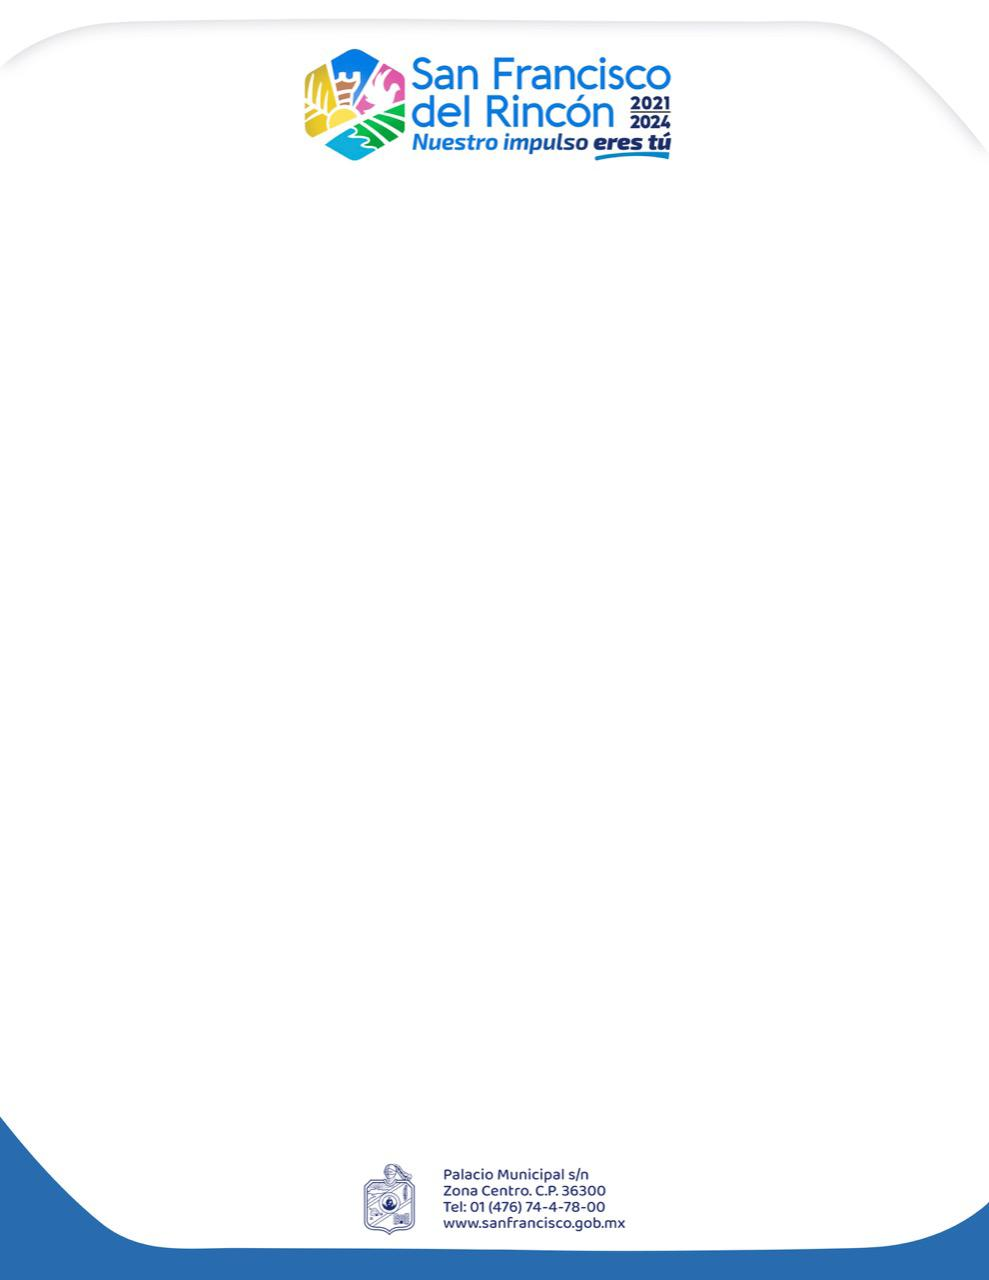 San Francisco
del Rincón 2021
2024
Nuestro impulso eres tú
Palacio Municipal s/n
Zona Centro. C.P. 36300
Tel: 01 (476) 74-4-78-00
www.sanfrancisco.gob.mx